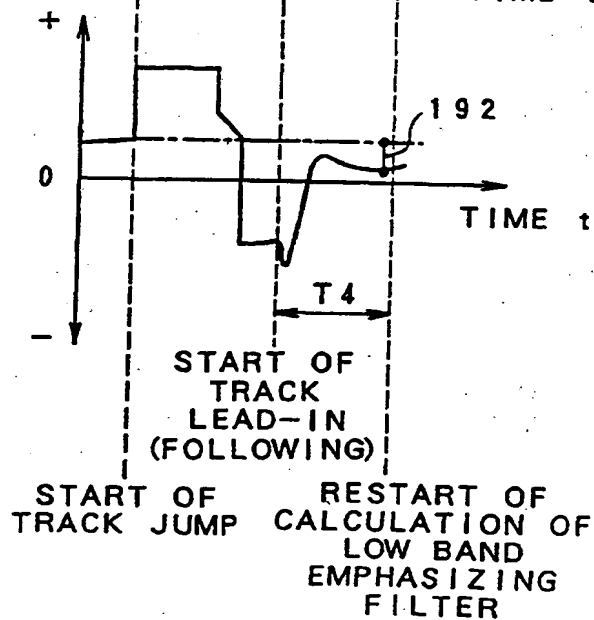 +
192
0
TIME t
T4
−
START OF
TRACK
LEAD-IN
(FOLLOWING)
START OF
TRACK JUMP
RESTART OF
CALCULATION OF
LOW BAND
EMPHASIZING
FILTER